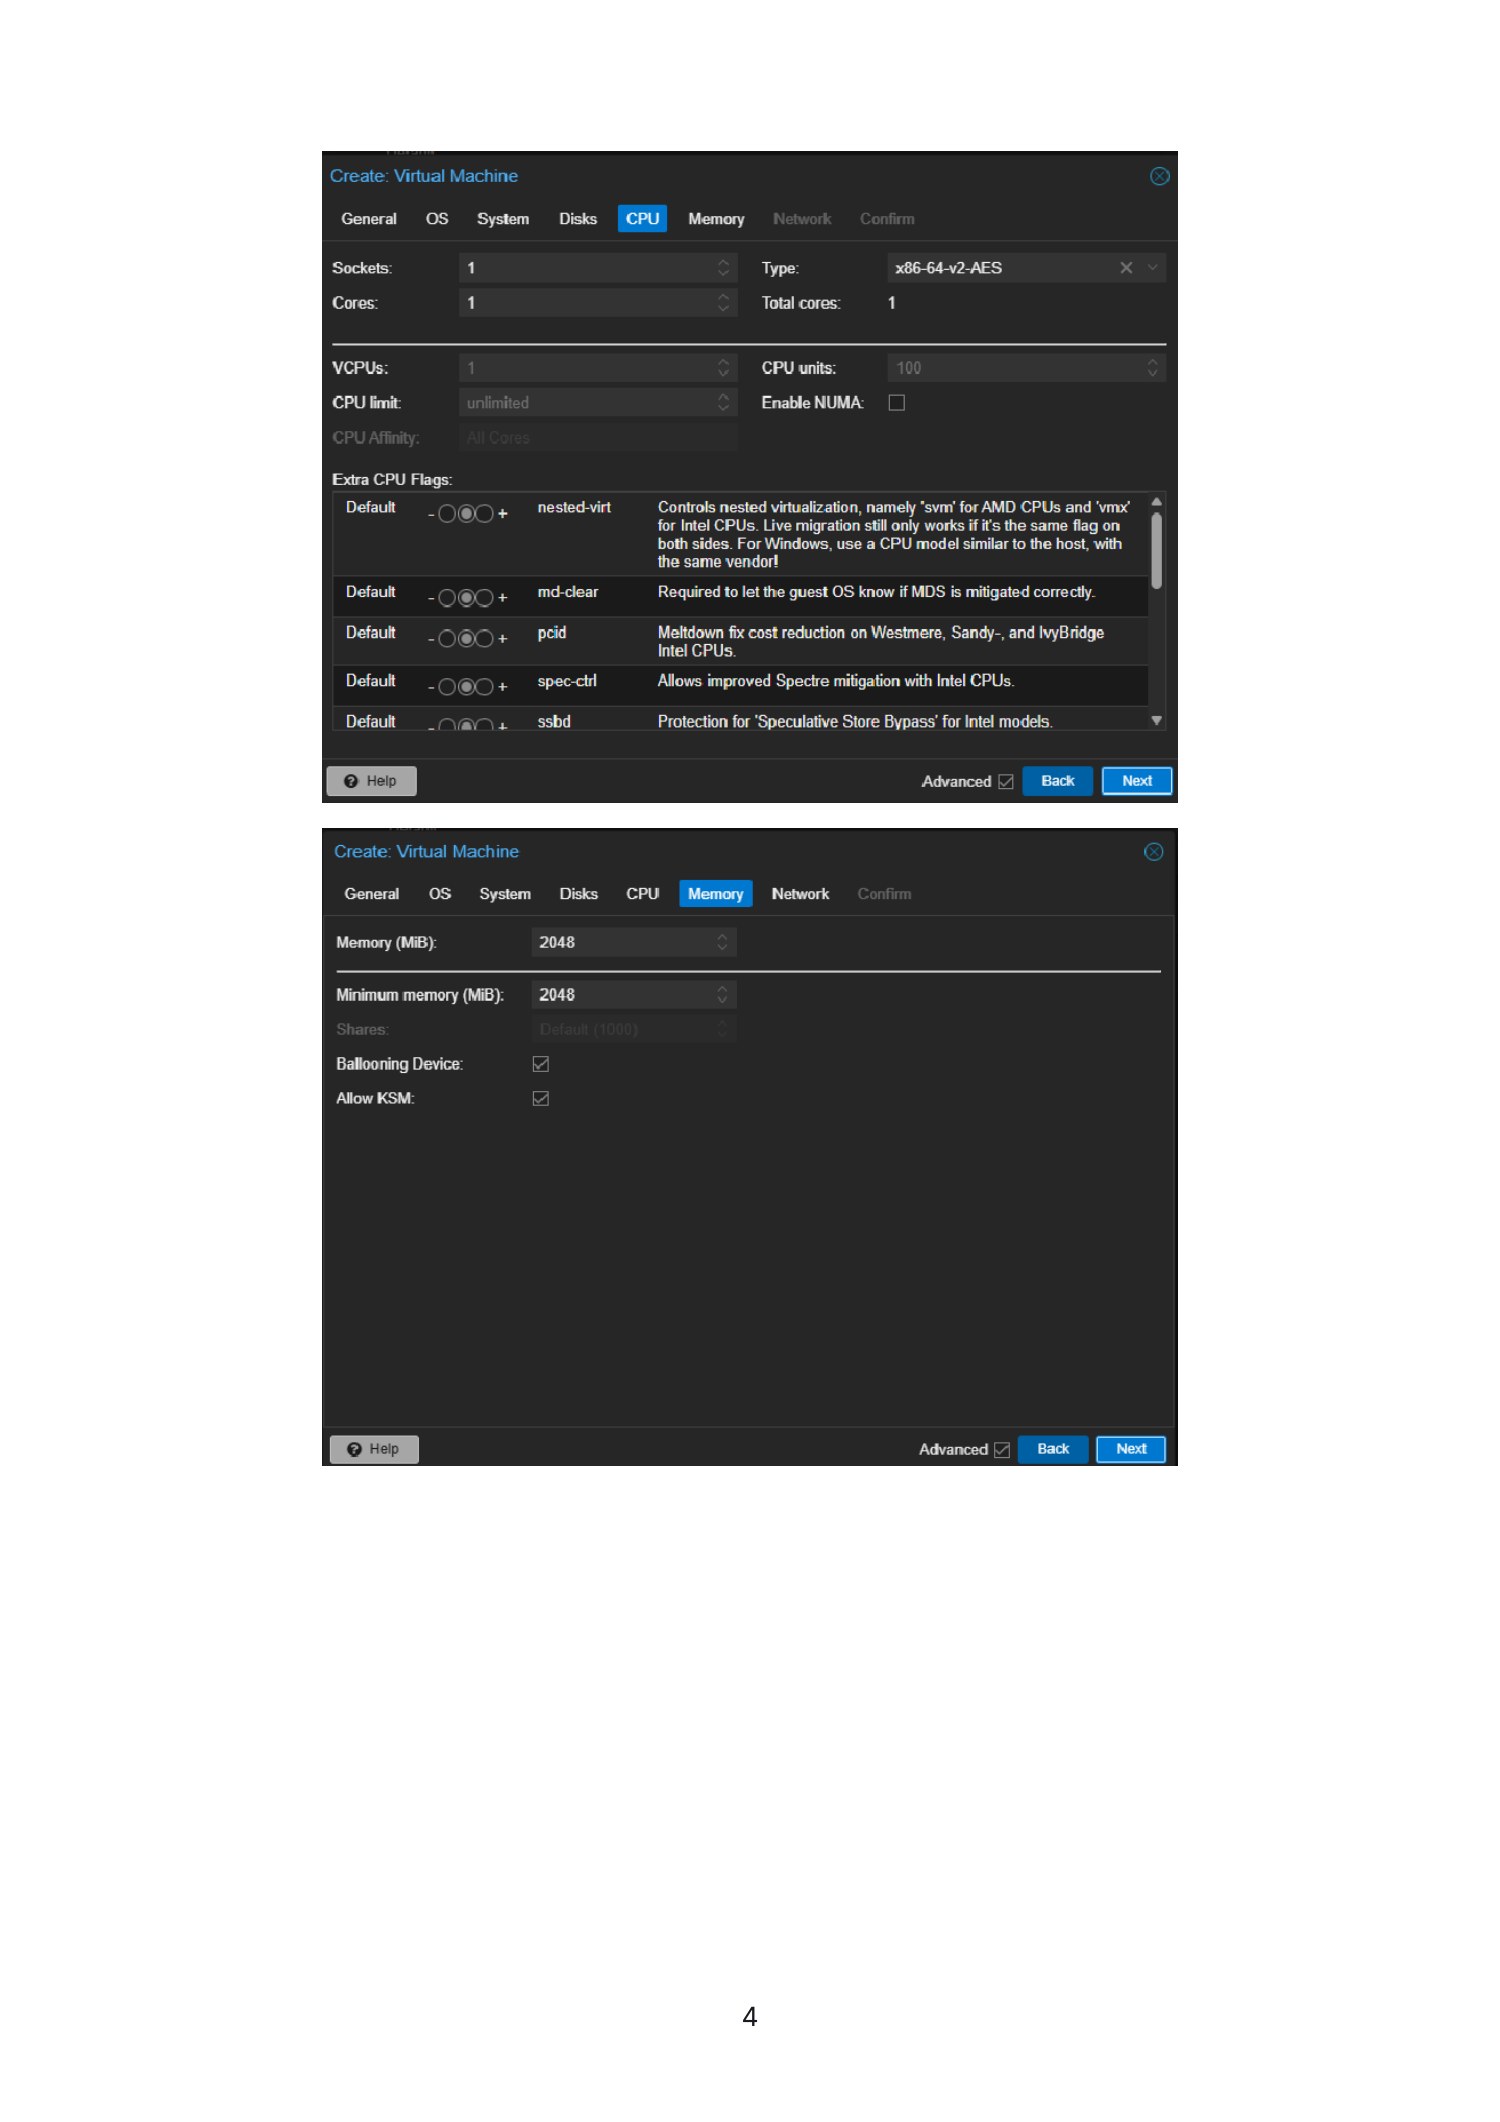 Create: Virtual Machine
General OS System Disks CPU Memory Network Confirm
Sockets: 1 Type: x86-64-v2-AES
Cores: 1 Total cores: 1
VCPUs: 1 CPU units: 100
CPU limit: unlimited Enable NUMA:
CPU Affinity: All Cores
Extra CPU Flags:
Default - + nested-virt Controls nested virtualization, namely 'svm' for AMD CPUs and 'vmx'
for Intel CPUs. Live migration still only works if it's the same flag on
both sides. For Windows, use a CPU model similar to the host, with
the same vendor!
Default - + md-clear Required to let the guest OS know if MDS is mitigated correctly.
Default - + pcid Meltdown fix cost reduction on Westmere, Sandy-, and IvyBridge
Intel CPUs.
Default - + spec-ctrl Allows improved Spectre mitigation with Intel CPUs.
Default - + ssbd Protection for 'Speculative Store Bypass' for Intel models.
? Help Advanced Back Next
Create: Virtual Machine
General OS System Disks CPU Memory Network Confirm
Memory (MiB): 2048
Minimum memory (MiB): 2048
Shares: Default (1000)
Ballooning Device:
Allow KSM:
? Help Advanced Back Next
4